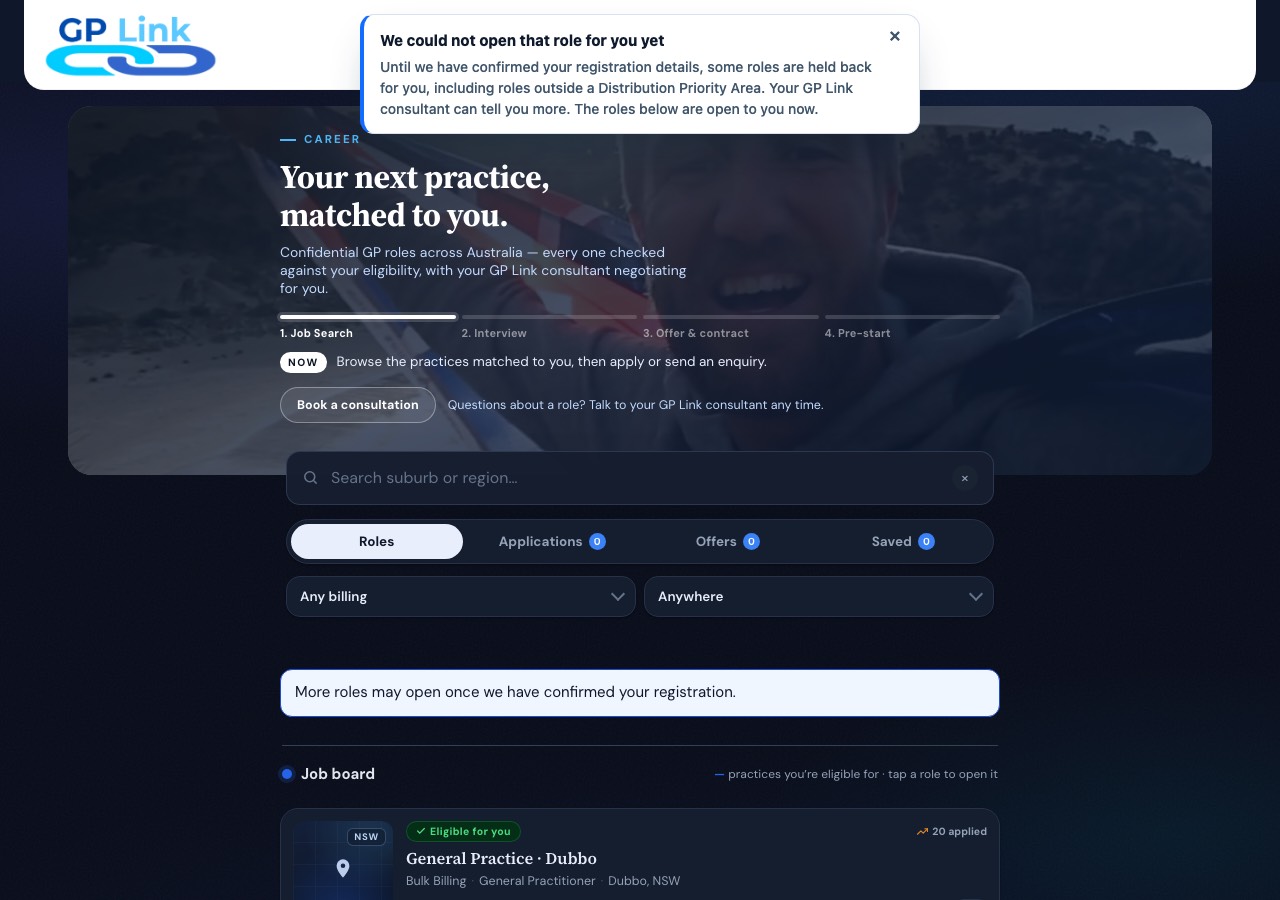 GP Link
We could not open that role for you yet
×
Until we have confirmed your registration details, some roles are held back
for you, including roles outside a Distribution Priority Area. Your GP Link
consultant can tell you more. The roles below are open to you now.
— CAREER
Your next practice,
matched to you.
Confidential GP roles across Australia — every one checked
against your eligibility, with your GP Link consultant negotiating
for you.
1. Job Search
2. Interview
3. Offer & contract
4. Pre-start
NOW Browse the practices matched to you, then apply or send an enquiry.
Book a consultation Questions about a role? Talk to your GP Link consultant any time.
Search suburb or region...
×
Roles
Applications 0
Offers 0
Saved 0
Any billing
Anywhere
More roles may open once we have confirmed your registration.
Job board
— practices you're eligible for · tap a role to open it
NSW
✓ Eligible for you
20 applied
General Practice · Dubbo
Bulk Billing · General Practitioner · Dubbo, NSW